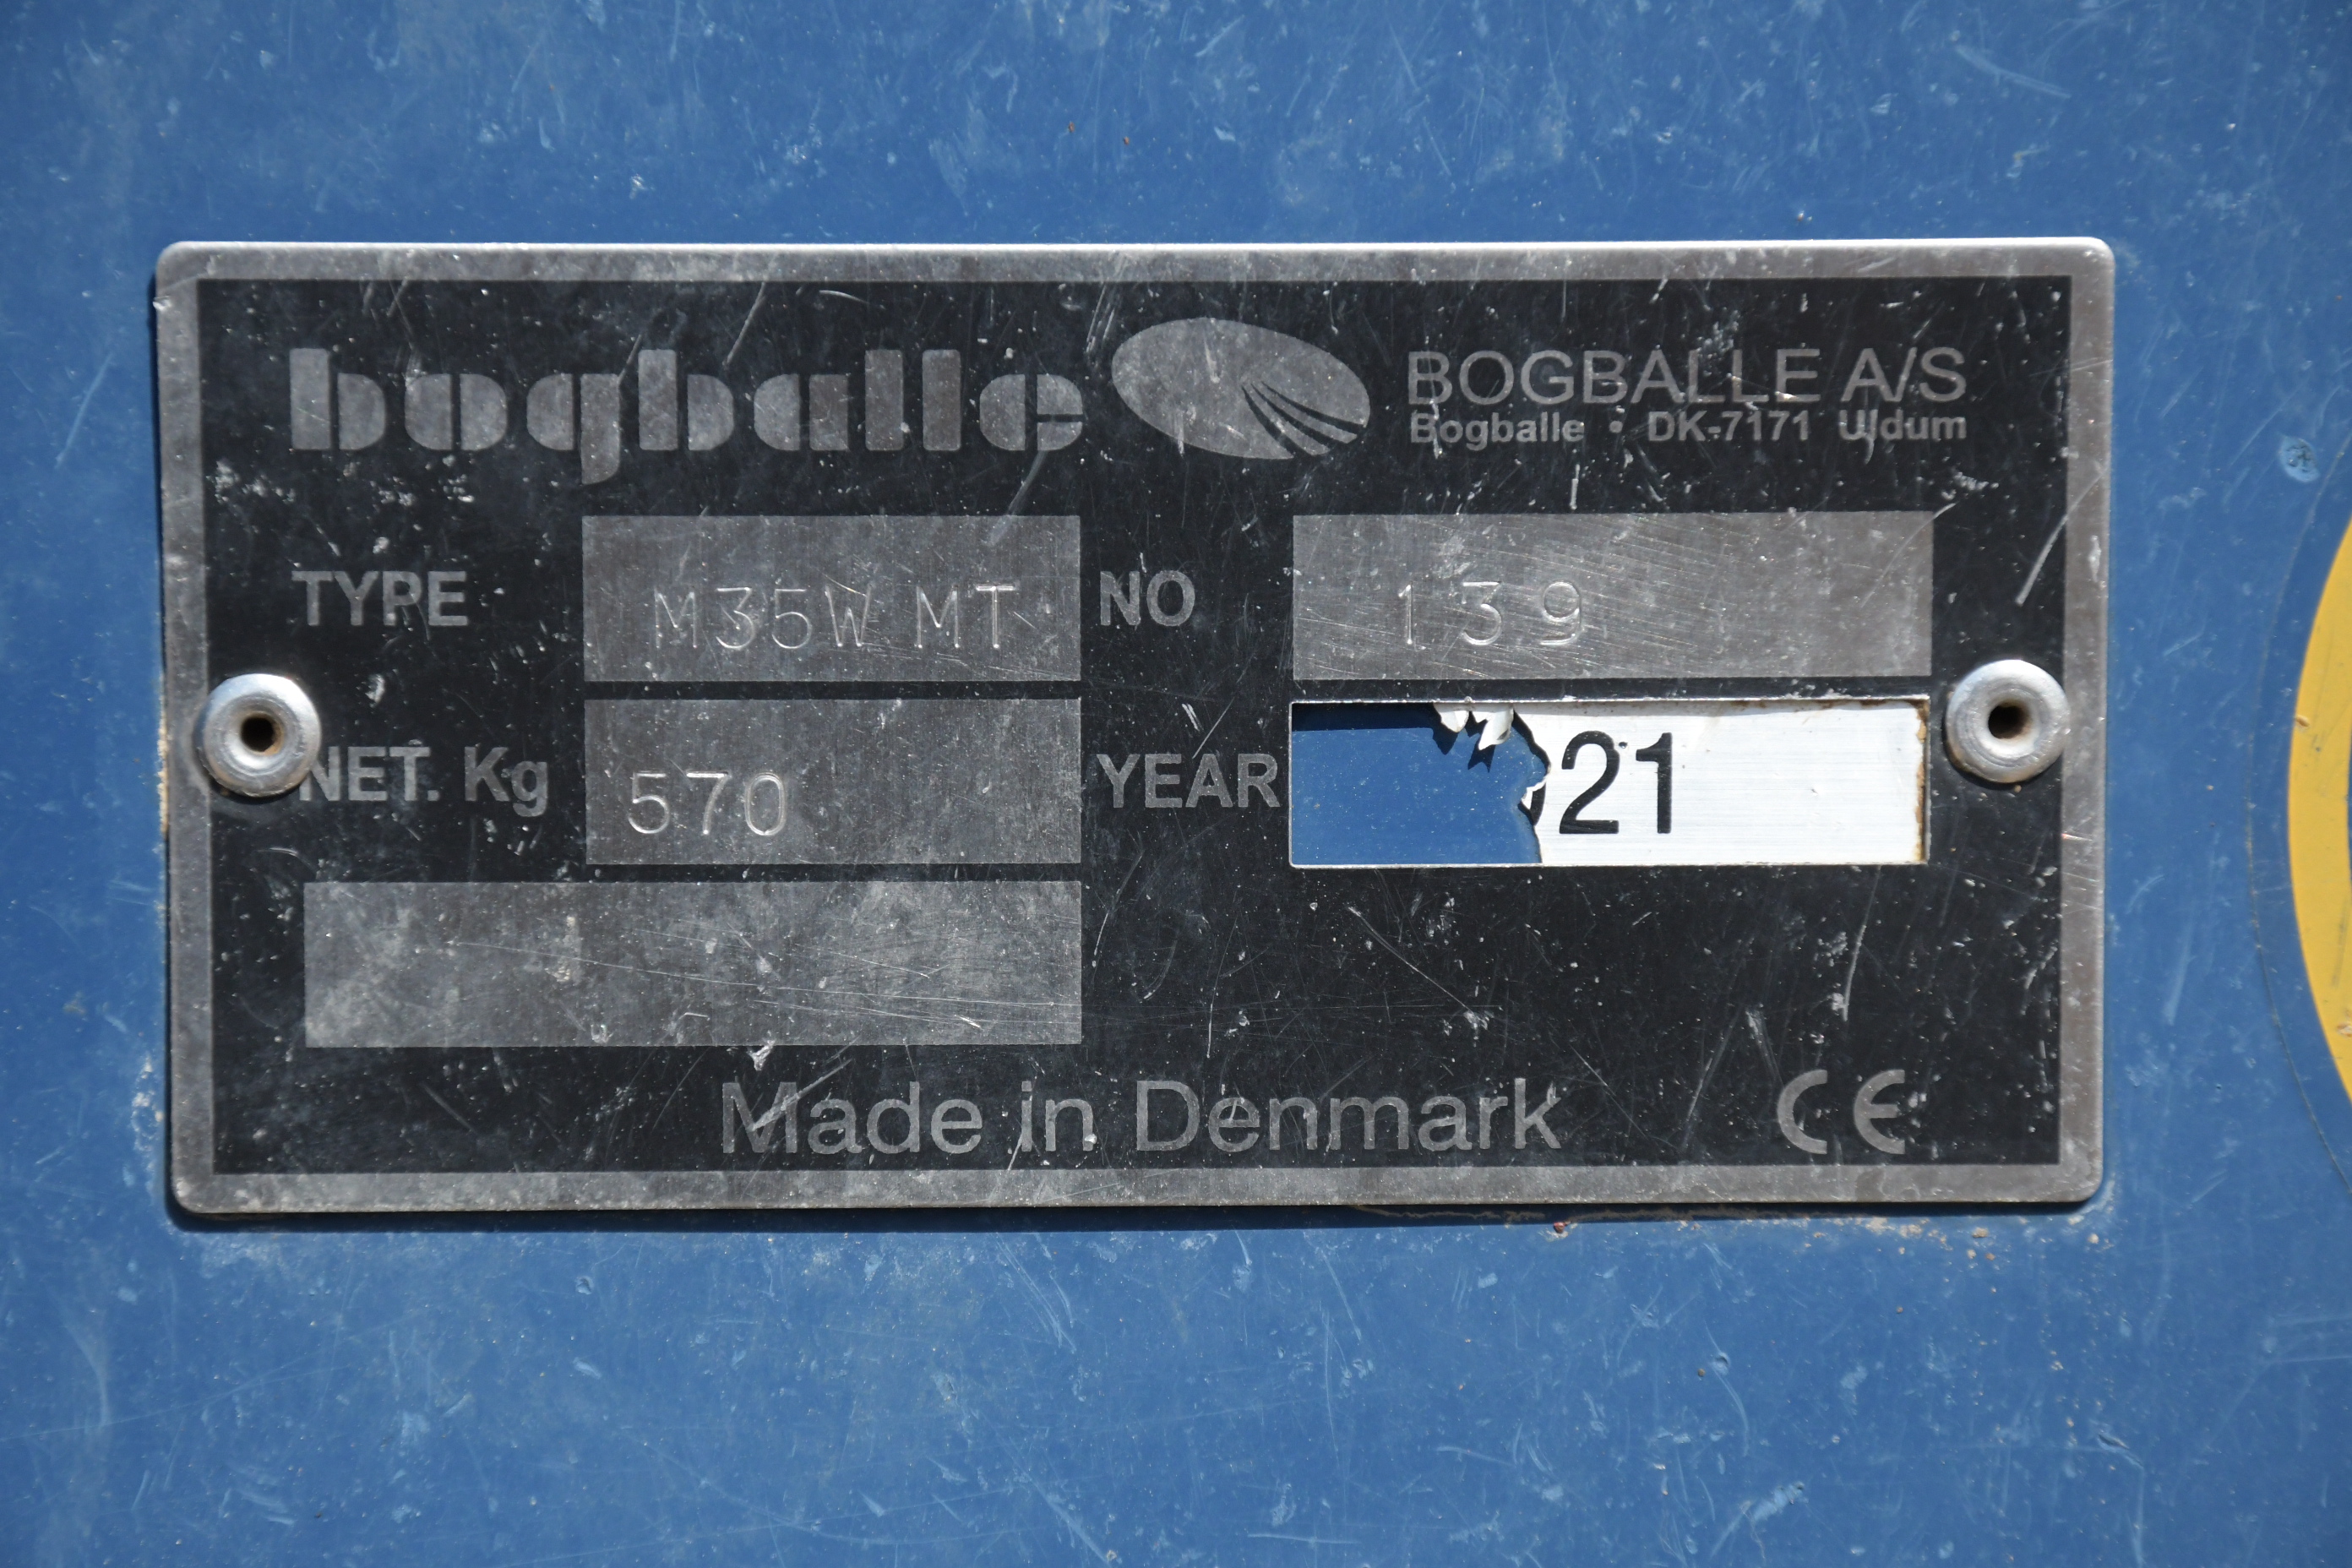 bogballe BOGBALLE A/S
Bogballe • DK-7171 Uldum
TYPE M35W MT NO 139
NET. Kg 570 YEAR 21
Made in Denmark CE